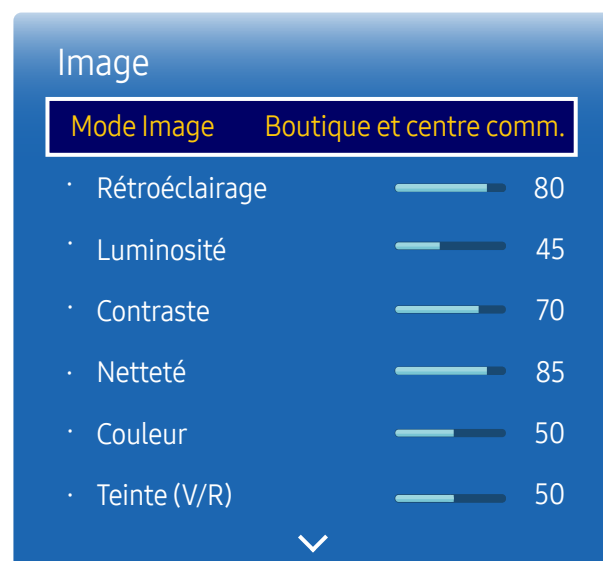 Image
Mode Image Boutique et centre comm.
· Rétroéclairage 80
· Luminosité 45
· Contraste 70
· Netteté 85
· Couleur 50
· Teinte (V/R) 50